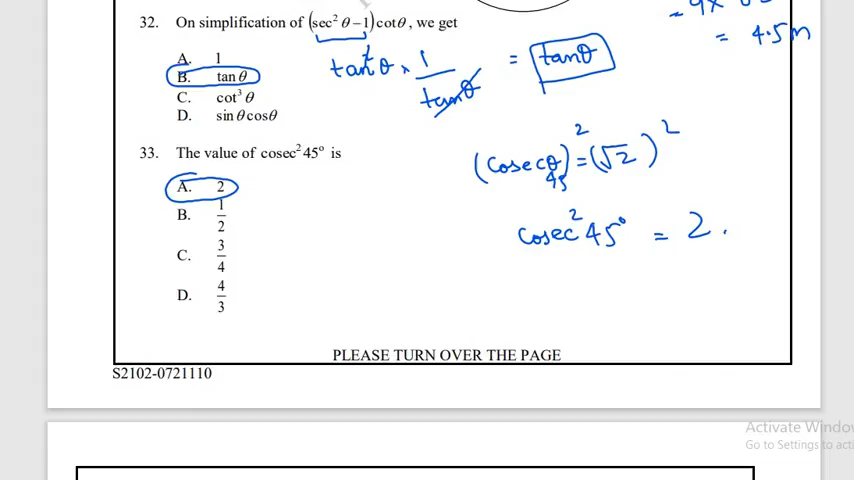 32. On simplification of (sec² θ −1)cot θ, we get
A. 1
B. tan θ
C. cot³ θ
D. sin θ cos θ
tan²θ × 1/tanθ = tanθ
= 4.5m
33. The value of cosec² 45° is
A. 2
B. 1/2
C. 3/4
D. 4/3
(cosecθ)² = (√2)²
45
cosec² 45° = 2.
PLEASE TURN OVER THE PAGE
S2102-0721110
Activate Windo
Go to Settings to acti